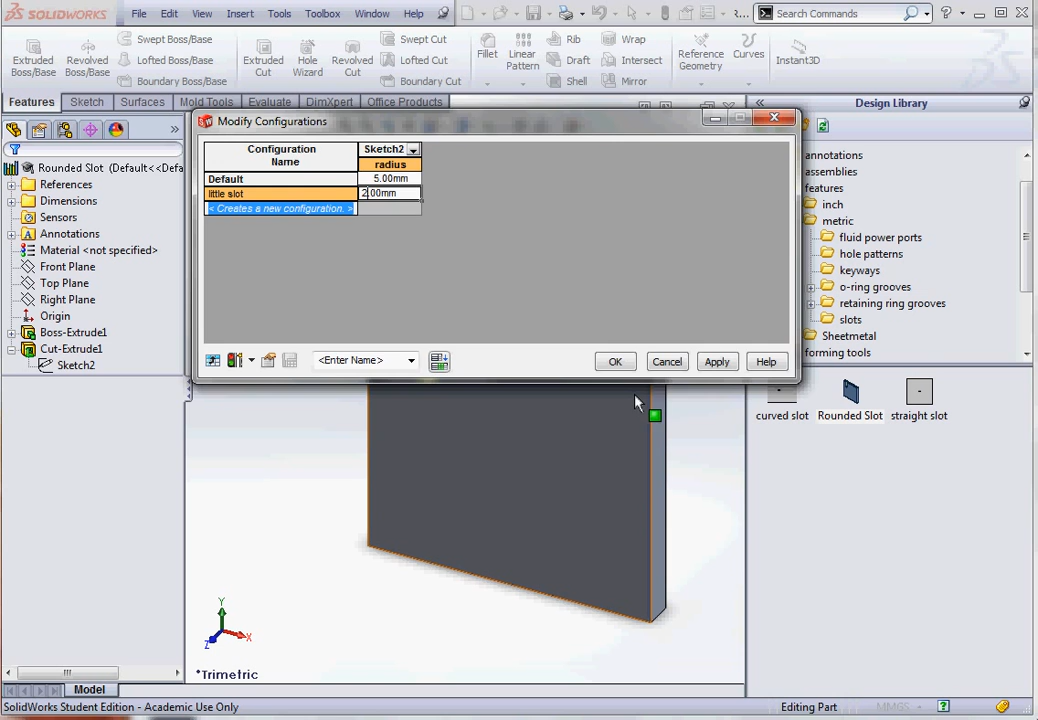 SOLIDWORKS File Edit View Insert Tools Toolbox Window Help R... Search Commands
Extruded Boss/Base
Revolved Boss/Base
Swept Boss/Base
Lofted Boss/Base
Boundary Boss/Base
Extruded Cut
Hole Wizard
Revolved Cut
Swept Cut
Lofted Cut
Boundary Cut
Fillet
Linear Pattern
Rib
Draft
Shell
Wrap
Intersect
Mirror
Reference Geometry
Curves
Instant3D
Features Sketch Surfaces Mold Tools Evaluate DimXpert Office Products
Rounded Slot (Default<<Defa
References
Dimensions
Sensors
Annotations
Material <not specified>
Front Plane
Top Plane
Right Plane
Origin
Boss-Extrude1
Cut-Extrude1
Sketch2
Modify Configurations
Configuration Name Sketch2
radius
Default 5.00mm
little slot 2.00mm
< Creates a new configuration. >
<Enter Name>
OK Cancel Apply Help
*Trimetric
Y
X
Z
Design Library
annotations
assemblies
features
inch
metric
fluid power ports
hole patterns
keyways
o-ring grooves
retaining ring grooves
slots
Sheetmetal
forming tools
curved slot Rounded Slot straight slot
Model
SolidWorks Student Edition - Academic Use Only Editing Part MMGS